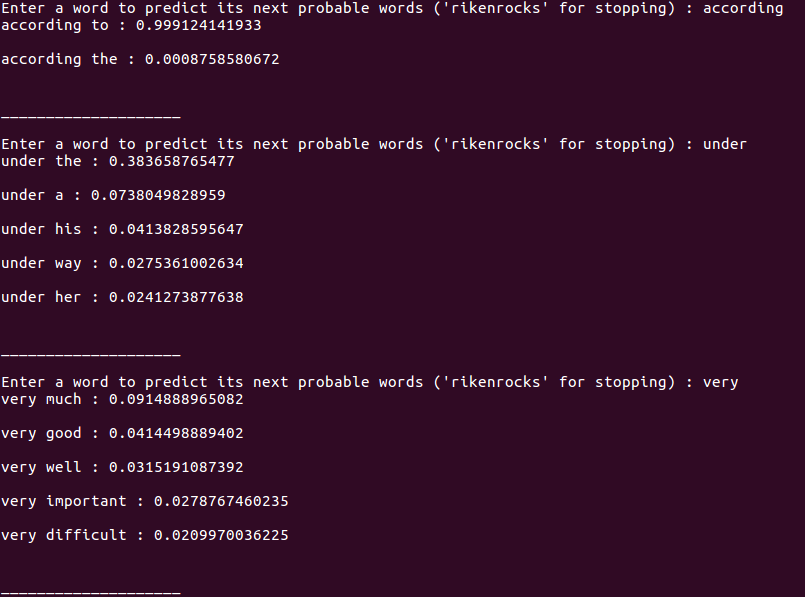 Enter a word to predict its next probable words ('rikenrocks' for stopping) : according
according to : 0.999124141933
according the : 0.0008758580672
____________________
Enter a word to predict its next probable words ('rikenrocks' for stopping) : under
under the : 0.383658765477
under a : 0.0738049828959
under his : 0.0413828595647
under way : 0.0275361002634
under her : 0.0241273877638
____________________
Enter a word to predict its next probable words ('rikenrocks' for stopping) : very
very much : 0.0914888965082
very good : 0.0414498889402
very well : 0.0315191087392
very important : 0.0278767460235
very difficult : 0.0209970036225
____________________